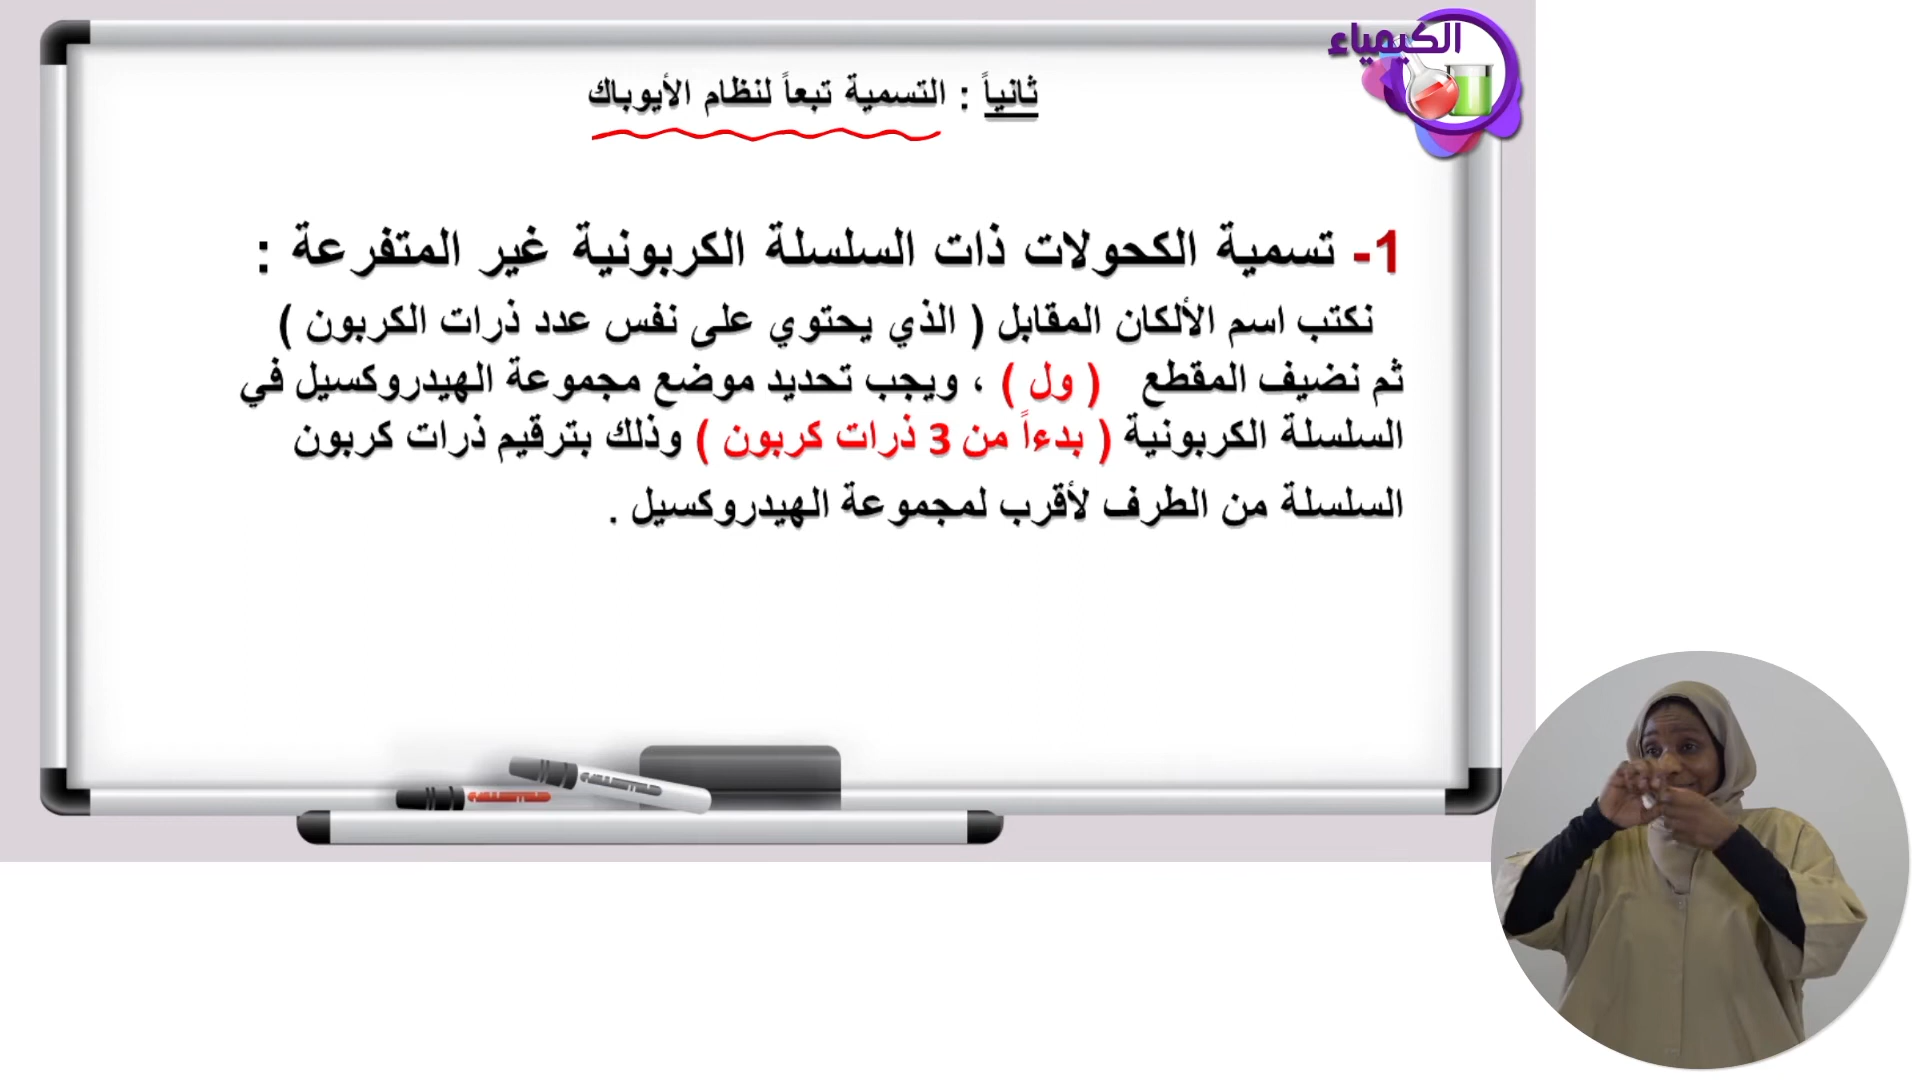 الكيمياء
ثانياً : التسمية تبعاً لنظام الأيوباك
1- تسمية الكحولات ذات السلسلة الكربونية غير المتفرعة :
نكتب اسم الألكان المقابل ( الذي يحتوي على نفس عدد ذرات الكربون )
ثم نضيف المقطع ( ول ) ، ويجب تحديد موضع مجموعة الهيدروكسيل في
السلسلة الكربونية ( بدءاً من 3 ذرات كربون ) وذلك بترقيم ذرات كربون
السلسلة من الطرف لأقرب لمجموعة الهيدروكسيل .